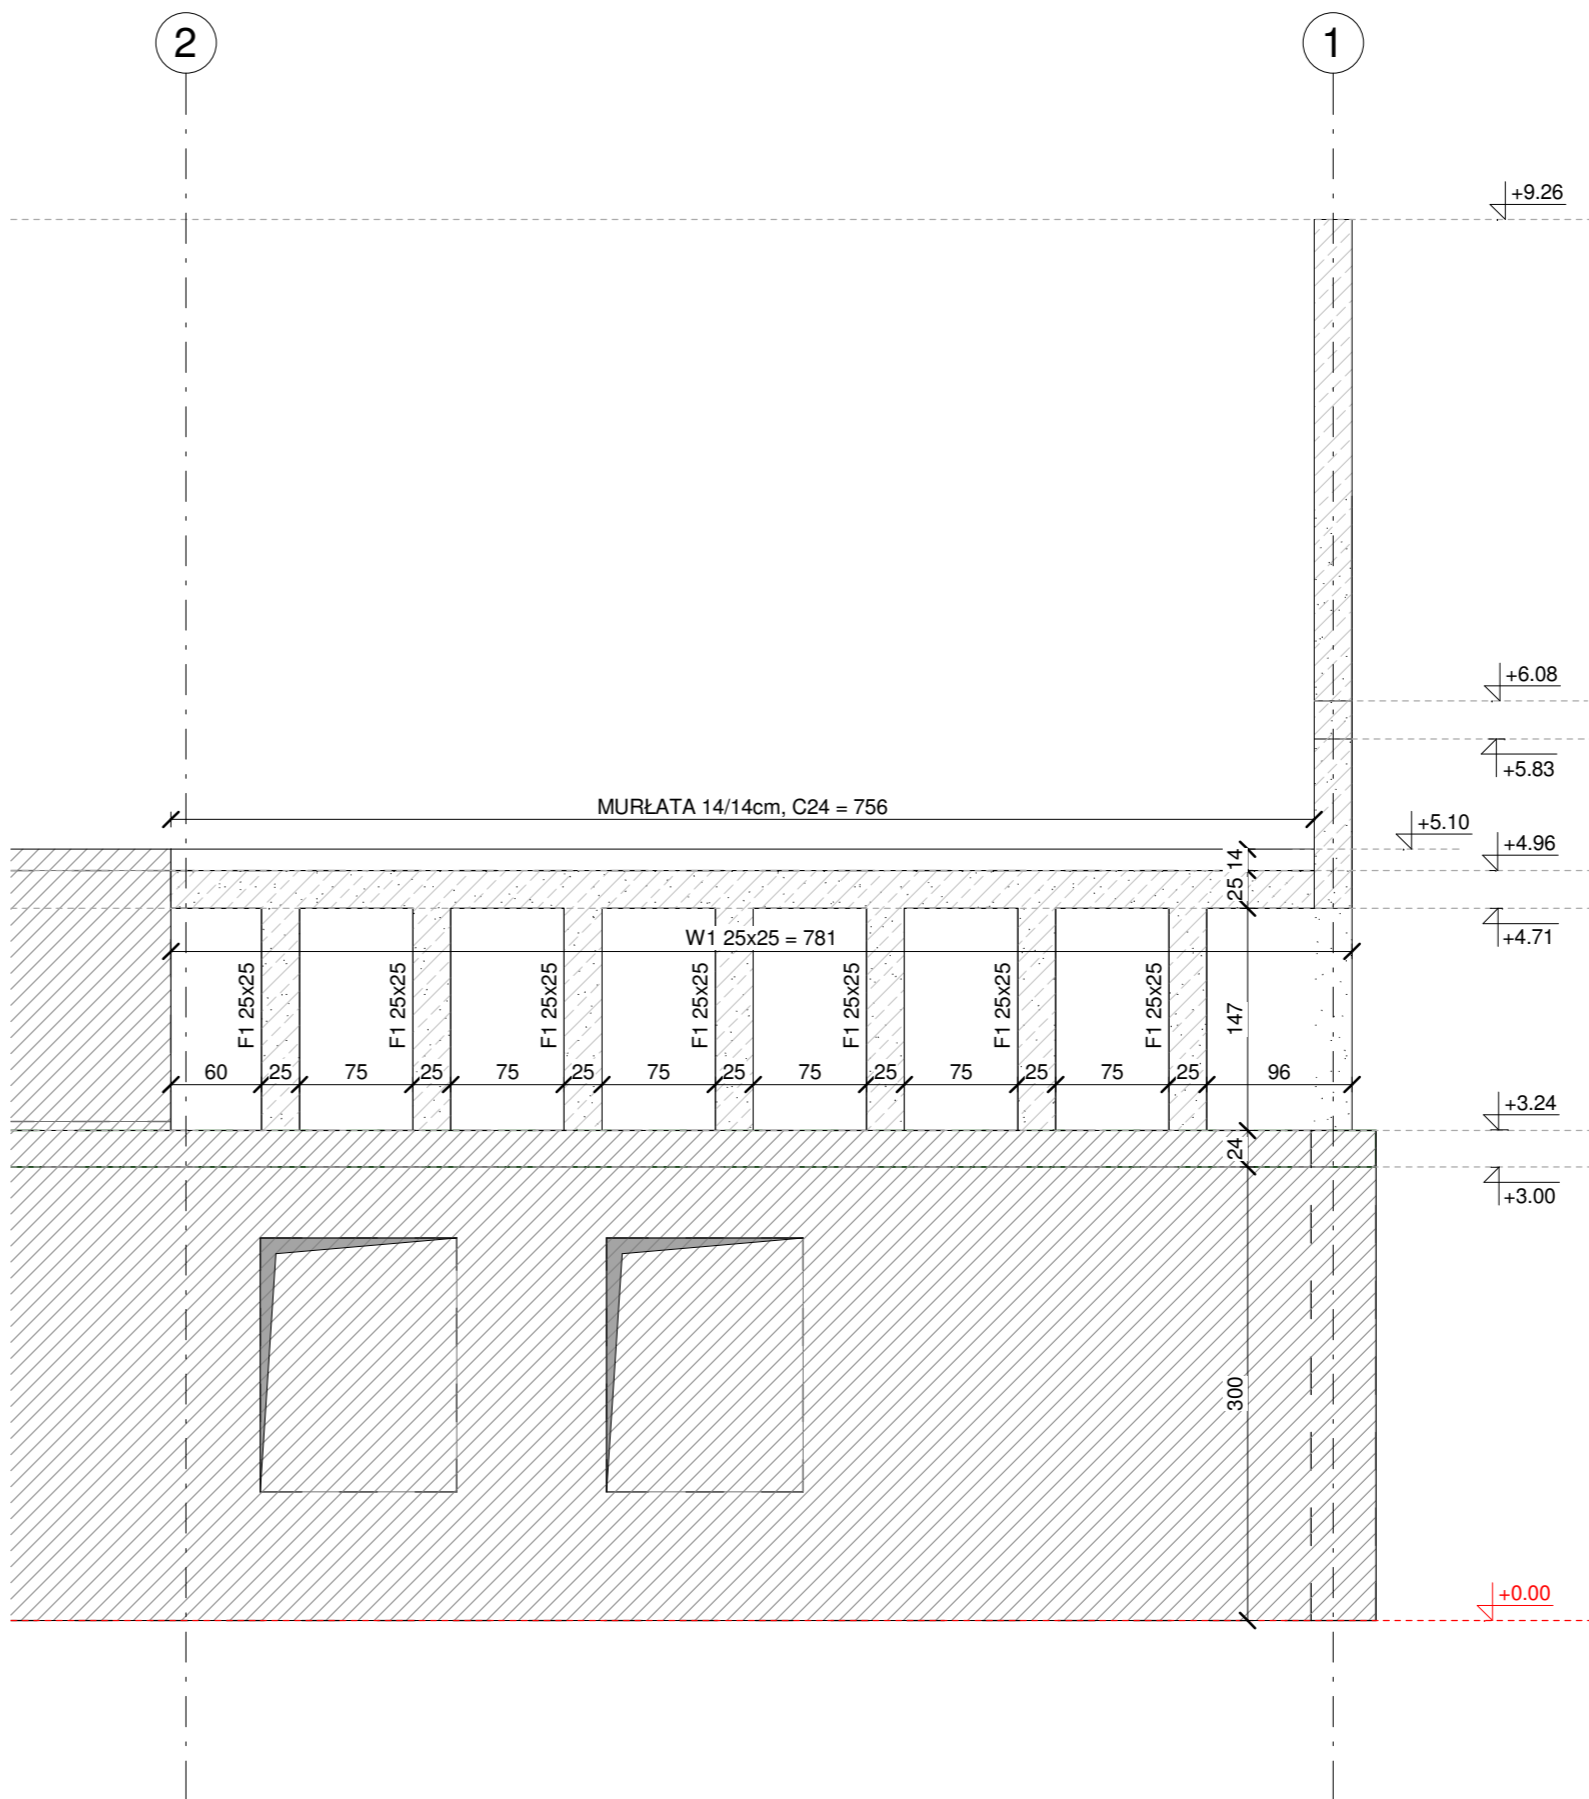 2
1
+9.26
+6.08
+5.83
MURŁATA 14/14cm, C24 = 756
+5.10
14
+4.96
25
W1 25x25 = 781
+4.71
F1 25x25
F1 25x25
F1 25x25
F1 25x25
F1 25x25
F1 25x25
F1 25x25
147
60 25 75 25 75 25 75 25 75 25 75 25 75 25 96
+3.24
24
+3.00
300
+0.00